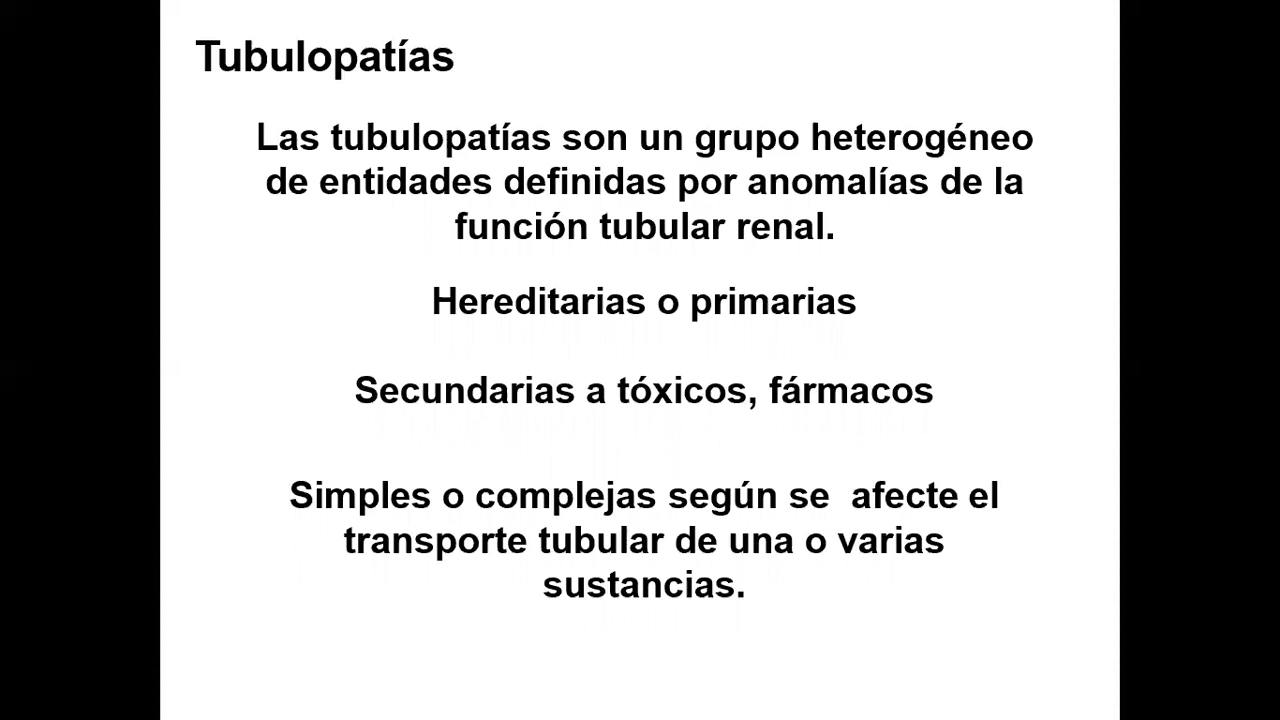 Tubulopatías
Las tubulopatías son un grupo heterogéneo
de entidades definidas por anomalías de la
función tubular renal.
Hereditarias o primarias
Secundarias a tóxicos, fármacos
Simples o complejas según se  afecte el
transporte tubular de una o varias
sustancias.